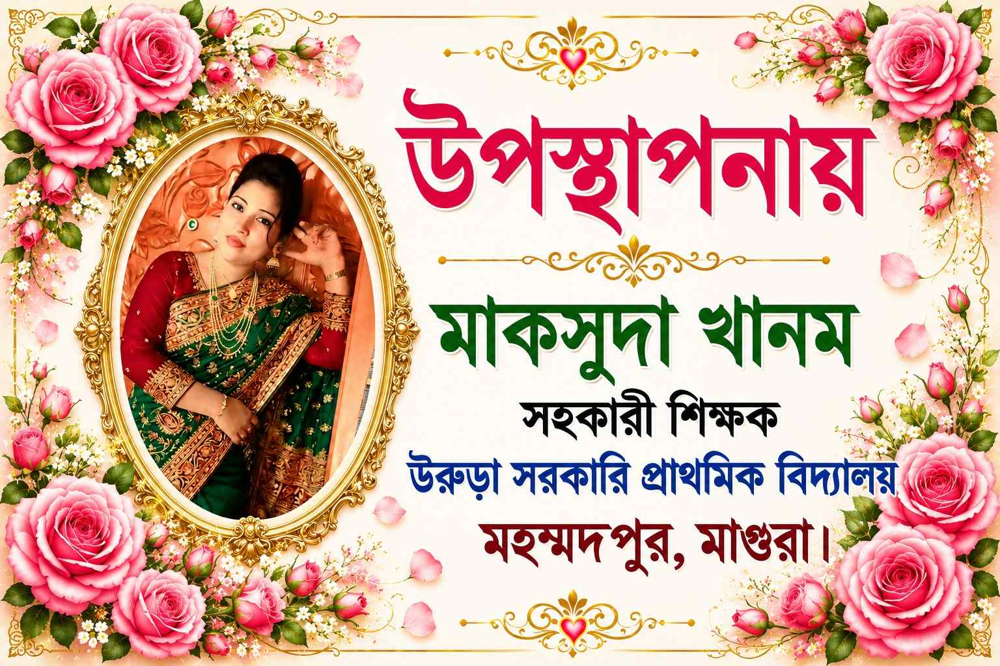 উপস্থাপনায়
মাকসুদা খানম
সহকারী শিক্ষক
উরুড়া সরকারি প্রাথমিক বিদ্যালয়
মহম্মদপুর, মাগুরা।